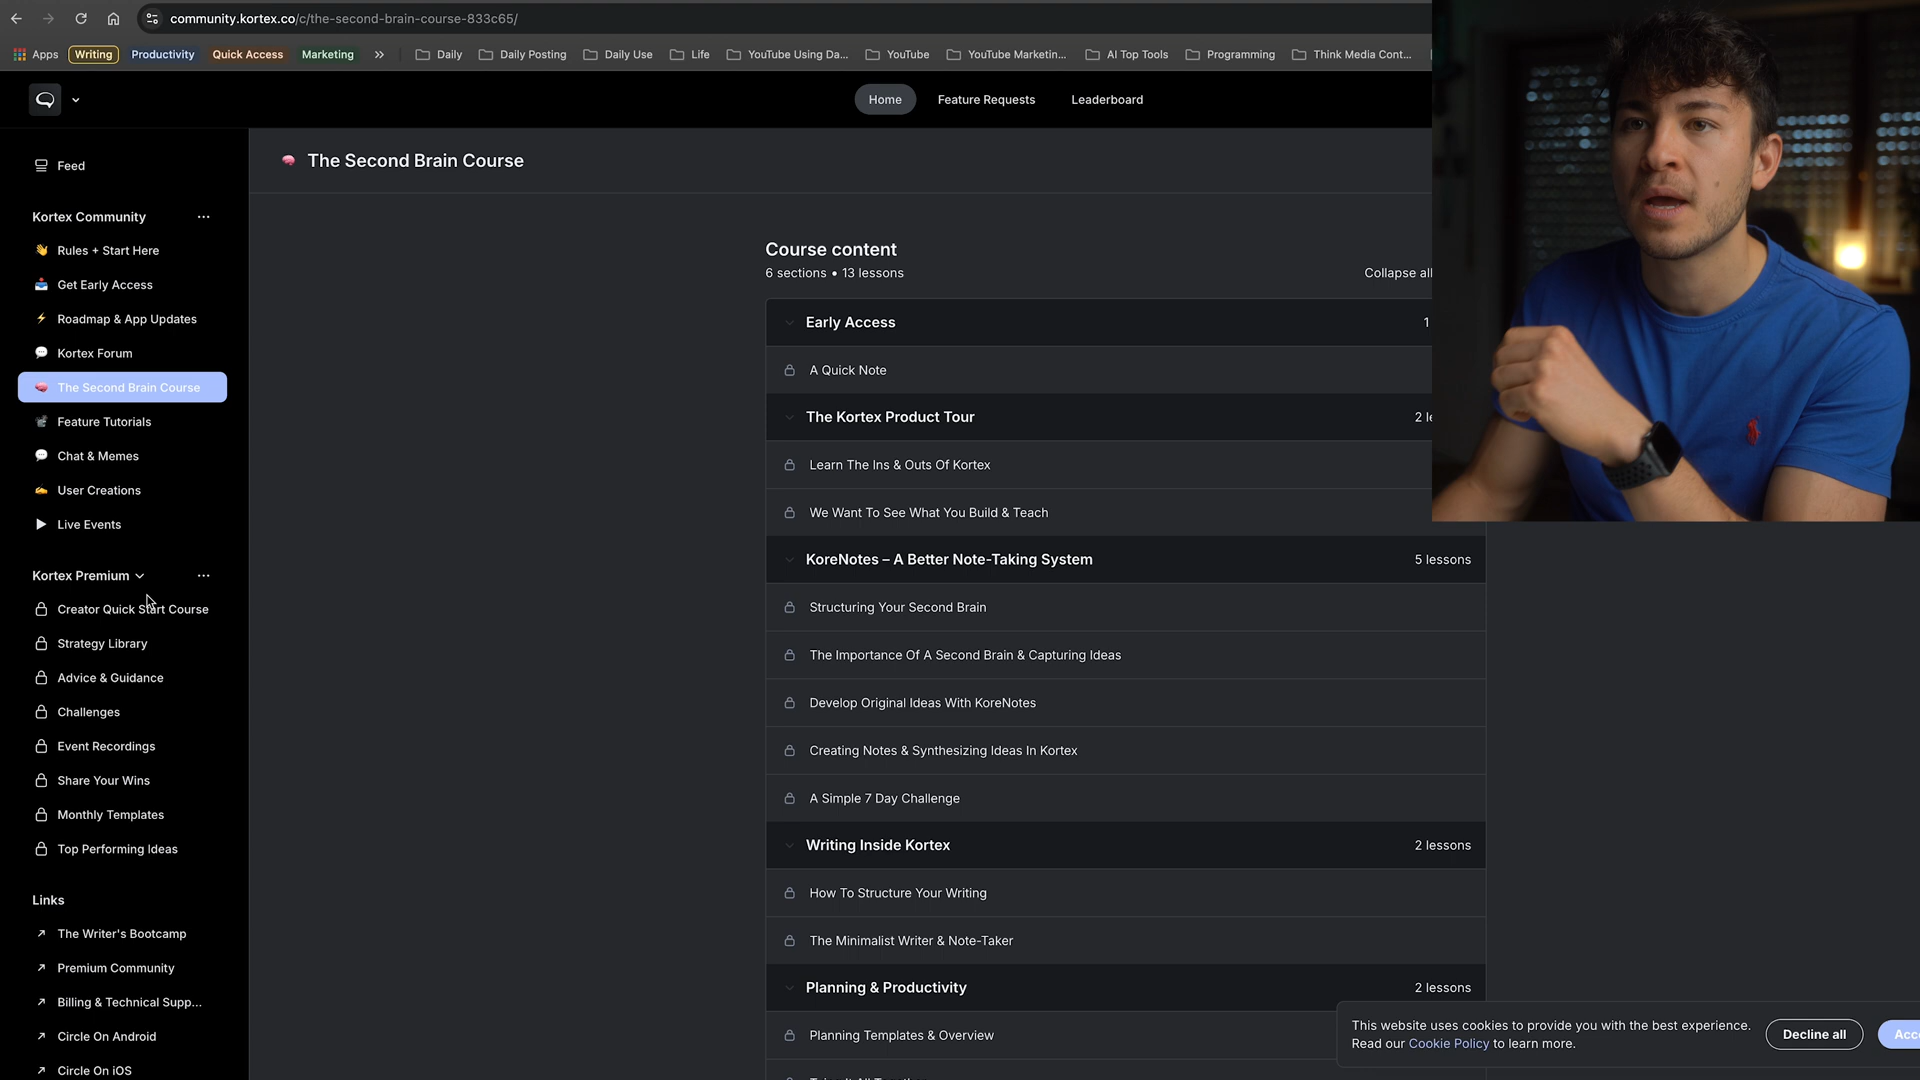 community.kortex.co/c/the-second-brain-course-833c65/
Apps
Writing
Productivity
Quick Access
Marketing
Daily
Daily Posting
Daily Use
Life
YouTube Using Da...
YouTube
YouTube Marketin...
AI Top Tools
Programming
Think Media Cont...
Home
Feature Requests
Leaderboard
Feed
Kortex Community
Rules + Start Here
Get Early Access
Roadmap & App Updates
Kortex Forum
The Second Brain Course
Feature Tutorials
Chat & Memes
User Creations
Live Events
Kortex Premium
Creator Quick Start Course
Strategy Library
Advice & Guidance
Challenges
Event Recordings
Share Your Wins
Monthly Templates
Top Performing Ideas
Links
The Writer's Bootcamp
Premium Community
Billing & Technical Supp...
Circle On Android
Circle On iOS
The Second Brain Course
Course content
6 sections • 13 lessons
Collapse all
Early Access
1
A Quick Note
The Kortex Product Tour
2 le
Learn The Ins & Outs Of Kortex
We Want To See What You Build & Teach
KoreNotes – A Better Note-Taking System
5 lessons
Structuring Your Second Brain
The Importance Of A Second Brain & Capturing Ideas
Develop Original Ideas With KoreNotes
Creating Notes & Synthesizing Ideas In Kortex
A Simple 7 Day Challenge
Writing Inside Kortex
2 lessons
How To Structure Your Writing
The Minimalist Writer & Note-Taker
Planning & Productivity
2 lessons
Planning Templates & Overview
This website uses cookies to provide you with the best experience.
Read our Cookie Policy to learn more.
Decline all
Acc